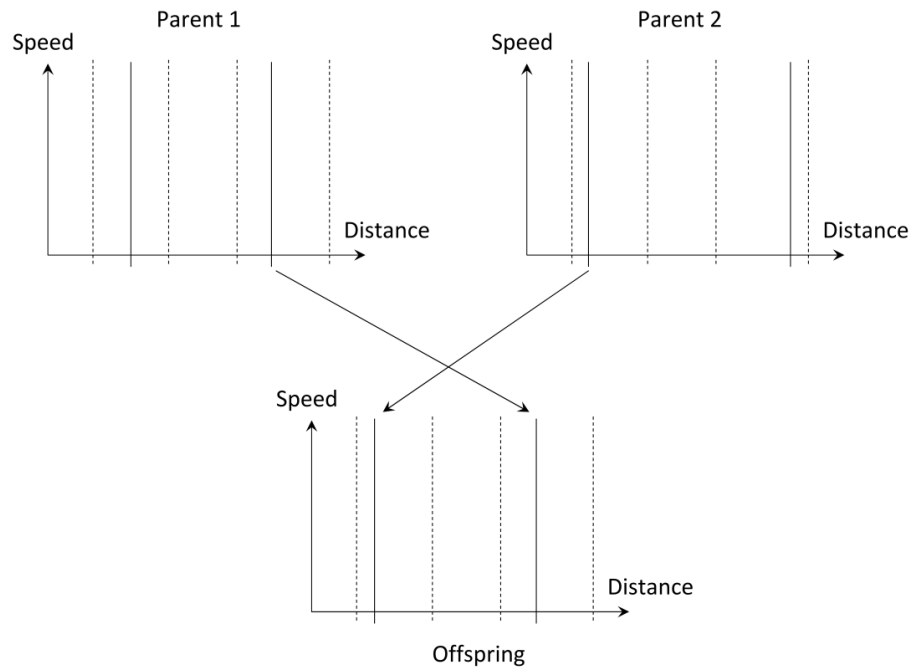 Parent 1
Parent 2
Speed
Speed
Distance
Distance
Speed
Distance
Offspring